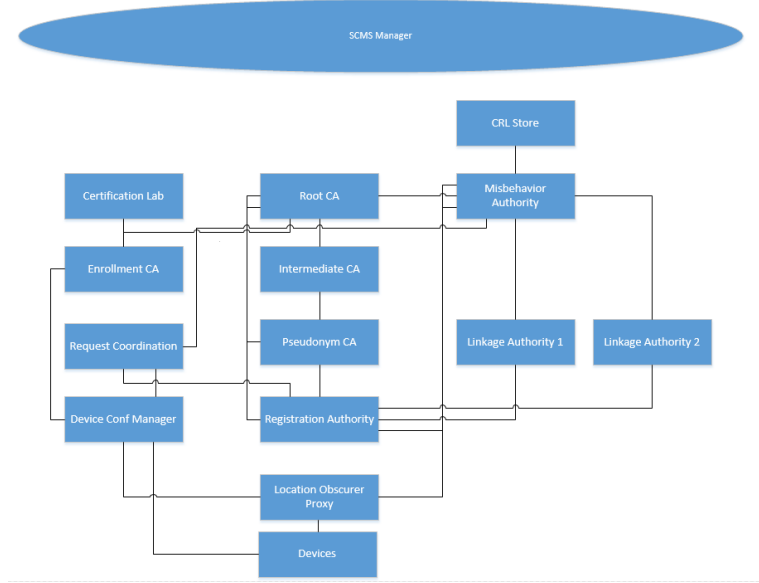 SCMS Manager
CRL Store
Certification Lab
Root CA
Misbehavior
Authority
Enrollment CA
Intermediate CA
Request Coordination
Pseudonym CA
Linkage Authority 1
Linkage Authority 2
Device Conf Manager
Registration Authority
Location Obscurer
Proxy
Devices